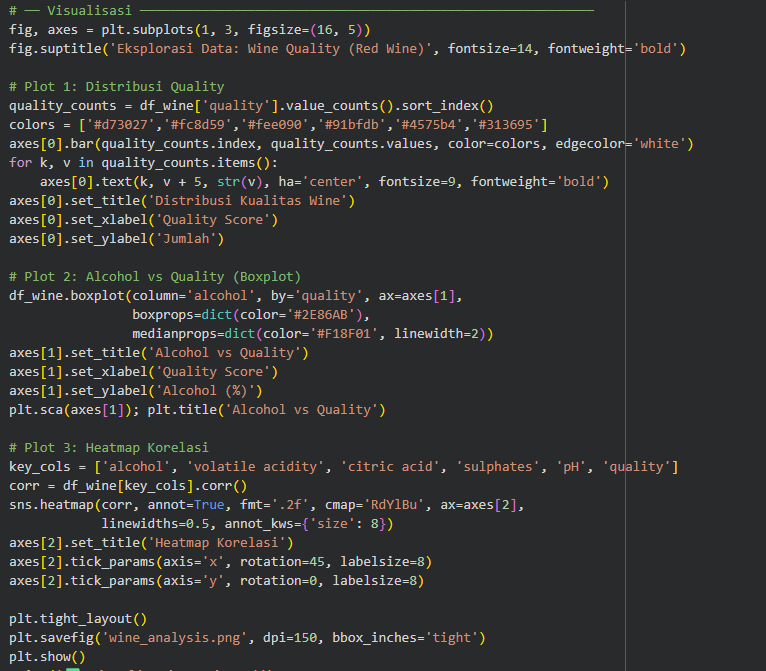 # ── Visualisasi ───────────────────────────────────────────────────────────
fig, axes = plt.subplots(1, 3, figsize=(16, 5))
fig.suptitle('Eksplorasi Data: Wine Quality (Red Wine)', fontsize=14, fontweight='bold')

# Plot 1: Distribusi Quality
quality_counts = df_wine['quality'].value_counts().sort_index()
colors = ['#d73027','#fc8d59','#fee090','#91bfdb','#4575b4','#313695']
axes[0].bar(quality_counts.index, quality_counts.values, color=colors, edgecolor='white')
for k, v in quality_counts.items():
    axes[0].text(k, v + 5, str(v), ha='center', fontsize=9, fontweight='bold')
axes[0].set_title('Distribusi Kualitas Wine')
axes[0].set_xlabel('Quality Score')
axes[0].set_ylabel('Jumlah')

# Plot 2: Alcohol vs Quality (Boxplot)
df_wine.boxplot(column='alcohol', by='quality', ax=axes[1],
                boxprops=dict(color='#2E86AB'),
                medianprops=dict(color='#F18F01', linewidth=2))
axes[1].set_title('Alcohol vs Quality')
axes[1].set_xlabel('Quality Score')
axes[1].set_ylabel('Alcohol (%)')
plt.sca(axes[1]); plt.title('Alcohol vs Quality')

# Plot 3: Heatmap Korelasi
key_cols = ['alcohol', 'volatile acidity', 'citric acid', 'sulphates', 'pH', 'quality']
corr = df_wine[key_cols].corr()
sns.heatmap(corr, annot=True, fmt='.2f', cmap='RdYlBu', ax=axes[2],
            linewidths=0.5, annot_kws={'size': 8})
axes[2].set_title('Heatmap Korelasi')
axes[2].tick_params(axis='x', rotation=45, labelsize=8)
axes[2].tick_params(axis='y', rotation=0, labelsize=8)

plt.tight_layout()
plt.savefig('wine_analysis.png', dpi=150, bbox_inches='tight')
plt.show()